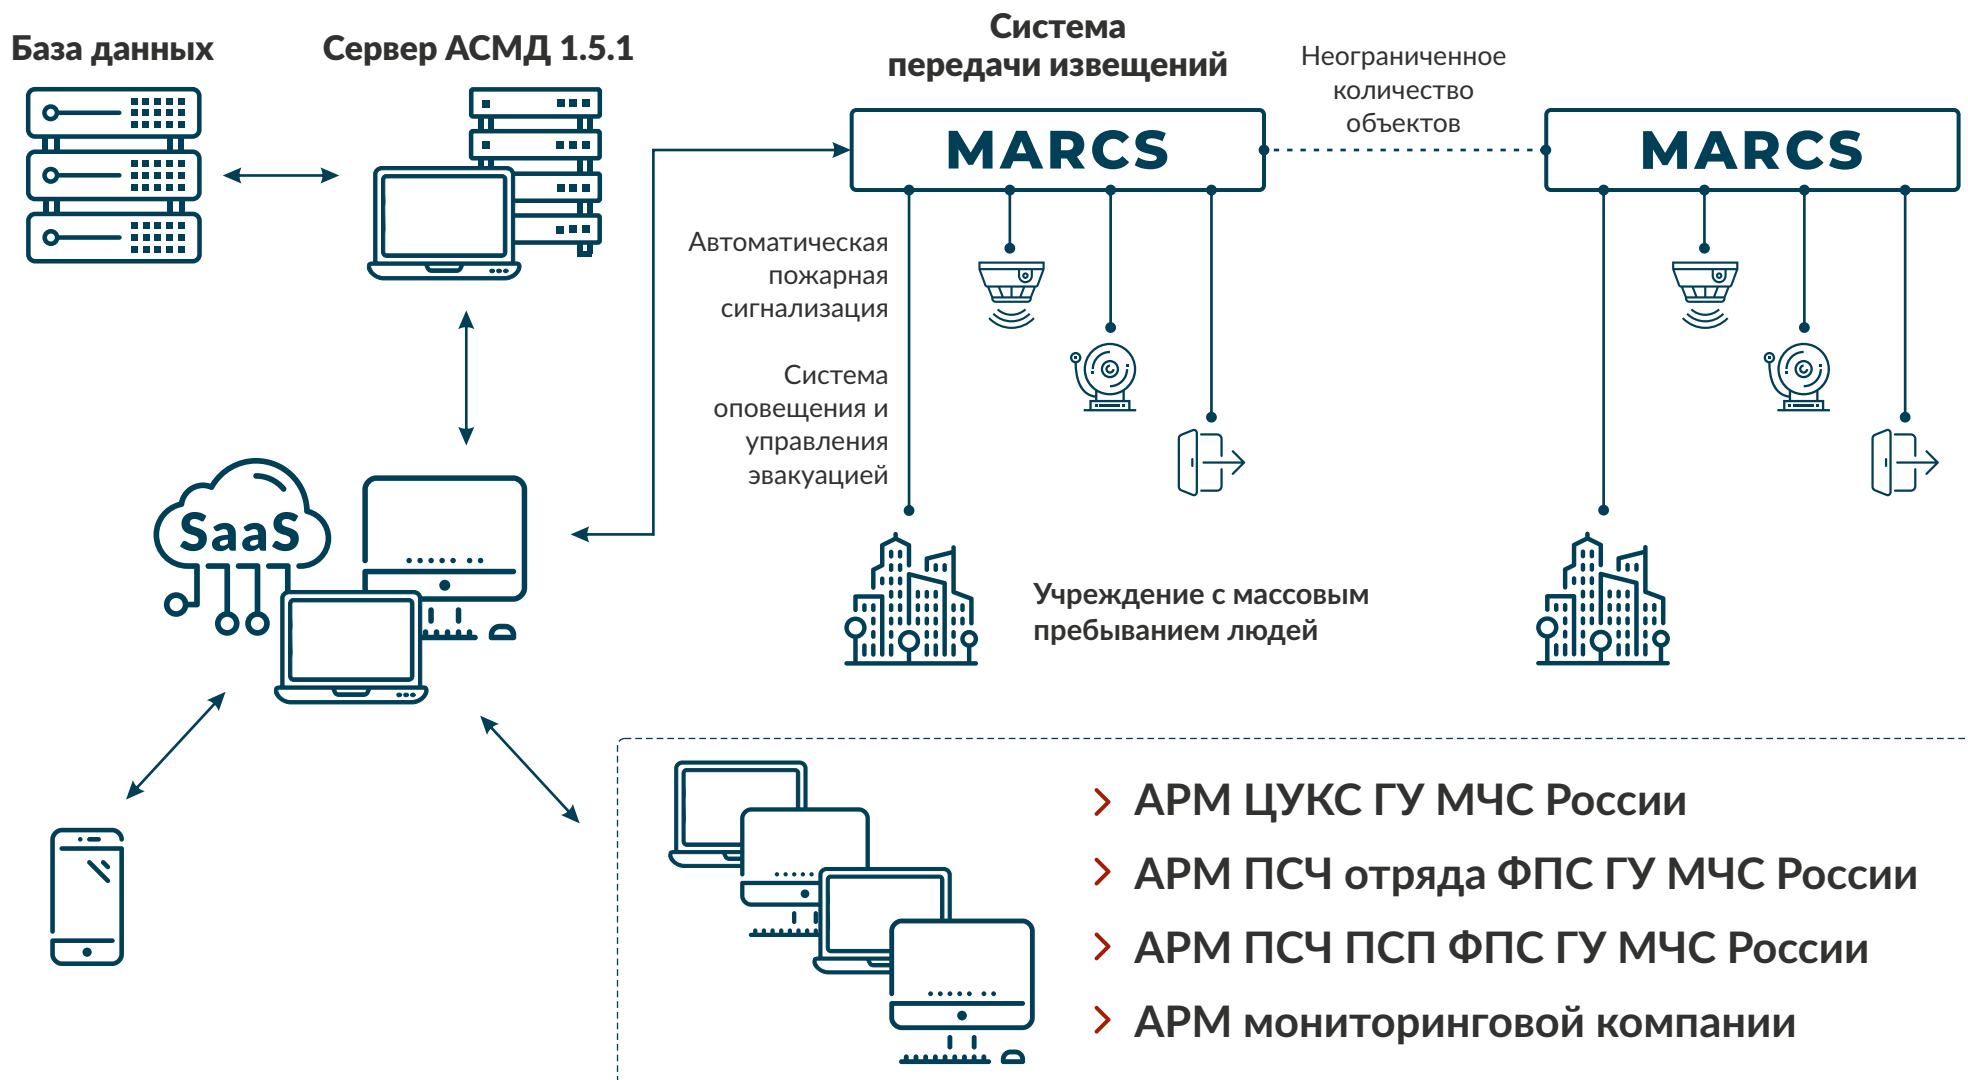 База данных
Сервер АСМД 1.5.1
Система
передачи извещений
Неограниченное
количество
объектов
MARCS
MARCS
Автоматическая
пожарная
сигнализация
Система
оповещения и
управления
эвакуацией
SaaS
Учреждение с массовым
пребыванием людей
АРМ ЦУКС ГУ МЧС России
АРМ ПСЧ отряда ФПС ГУ МЧС России
АРМ ПСЧ ПСП ФПС ГУ МЧС России
АРМ мониторинговой компании